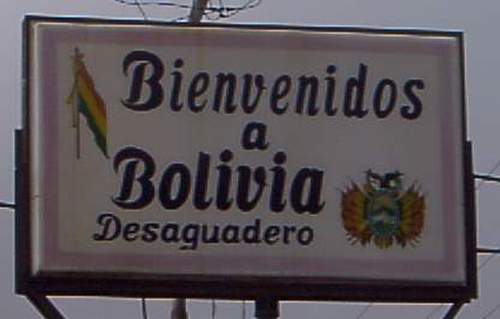 Bienvenidos
a
Bolivia
Desaguadero